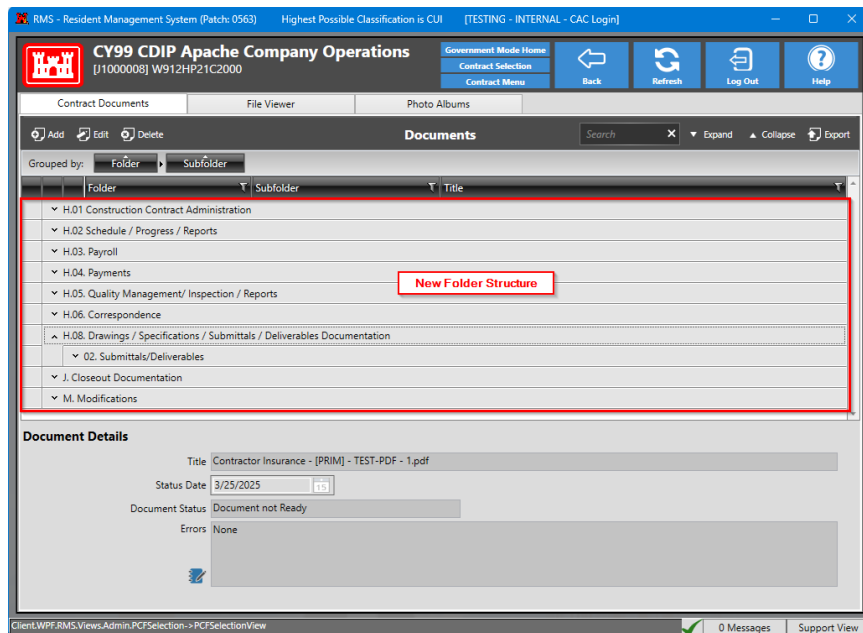 RMS - Resident Management System (Patch: 0563) Highest Possible Classification is CUI [TESTING - INTERNAL - CAC Login]
CY99 CDIP Apache Company Operations
[J1000008] W912HP21C2000
Government Mode Home
Contract Selection
Contract Menu
Back
Refresh
Log Out
Help
Contract Documents File Viewer Photo Albums
Add Edit Delete Documents Search Expand Collapse Export
Grouped by: Folder Subfolder
Folder Subfolder Title
H.01 Construction Contract Administration
H.02 Schedule / Progress / Reports
H.03. Payroll
H.04. Payments
New Folder Structure
H.05. Quality Management/ Inspection / Reports
H.06. Correspondence
H.08. Drawings / Specifications / Submittals / Deliverables Documentation
02. Submittals/Deliverables
J. Closeout Documentation
M. Modifications
Document Details
Title Contractor Insurance - [PRIM] - TEST-PDF - 1.pdf
Status Date 3/25/2025 15
Document Status Document not Ready
Errors None
Client.WPF.RMS.Views.Admin.PCFSelection->PCFSelectionView 0 Messages Support View